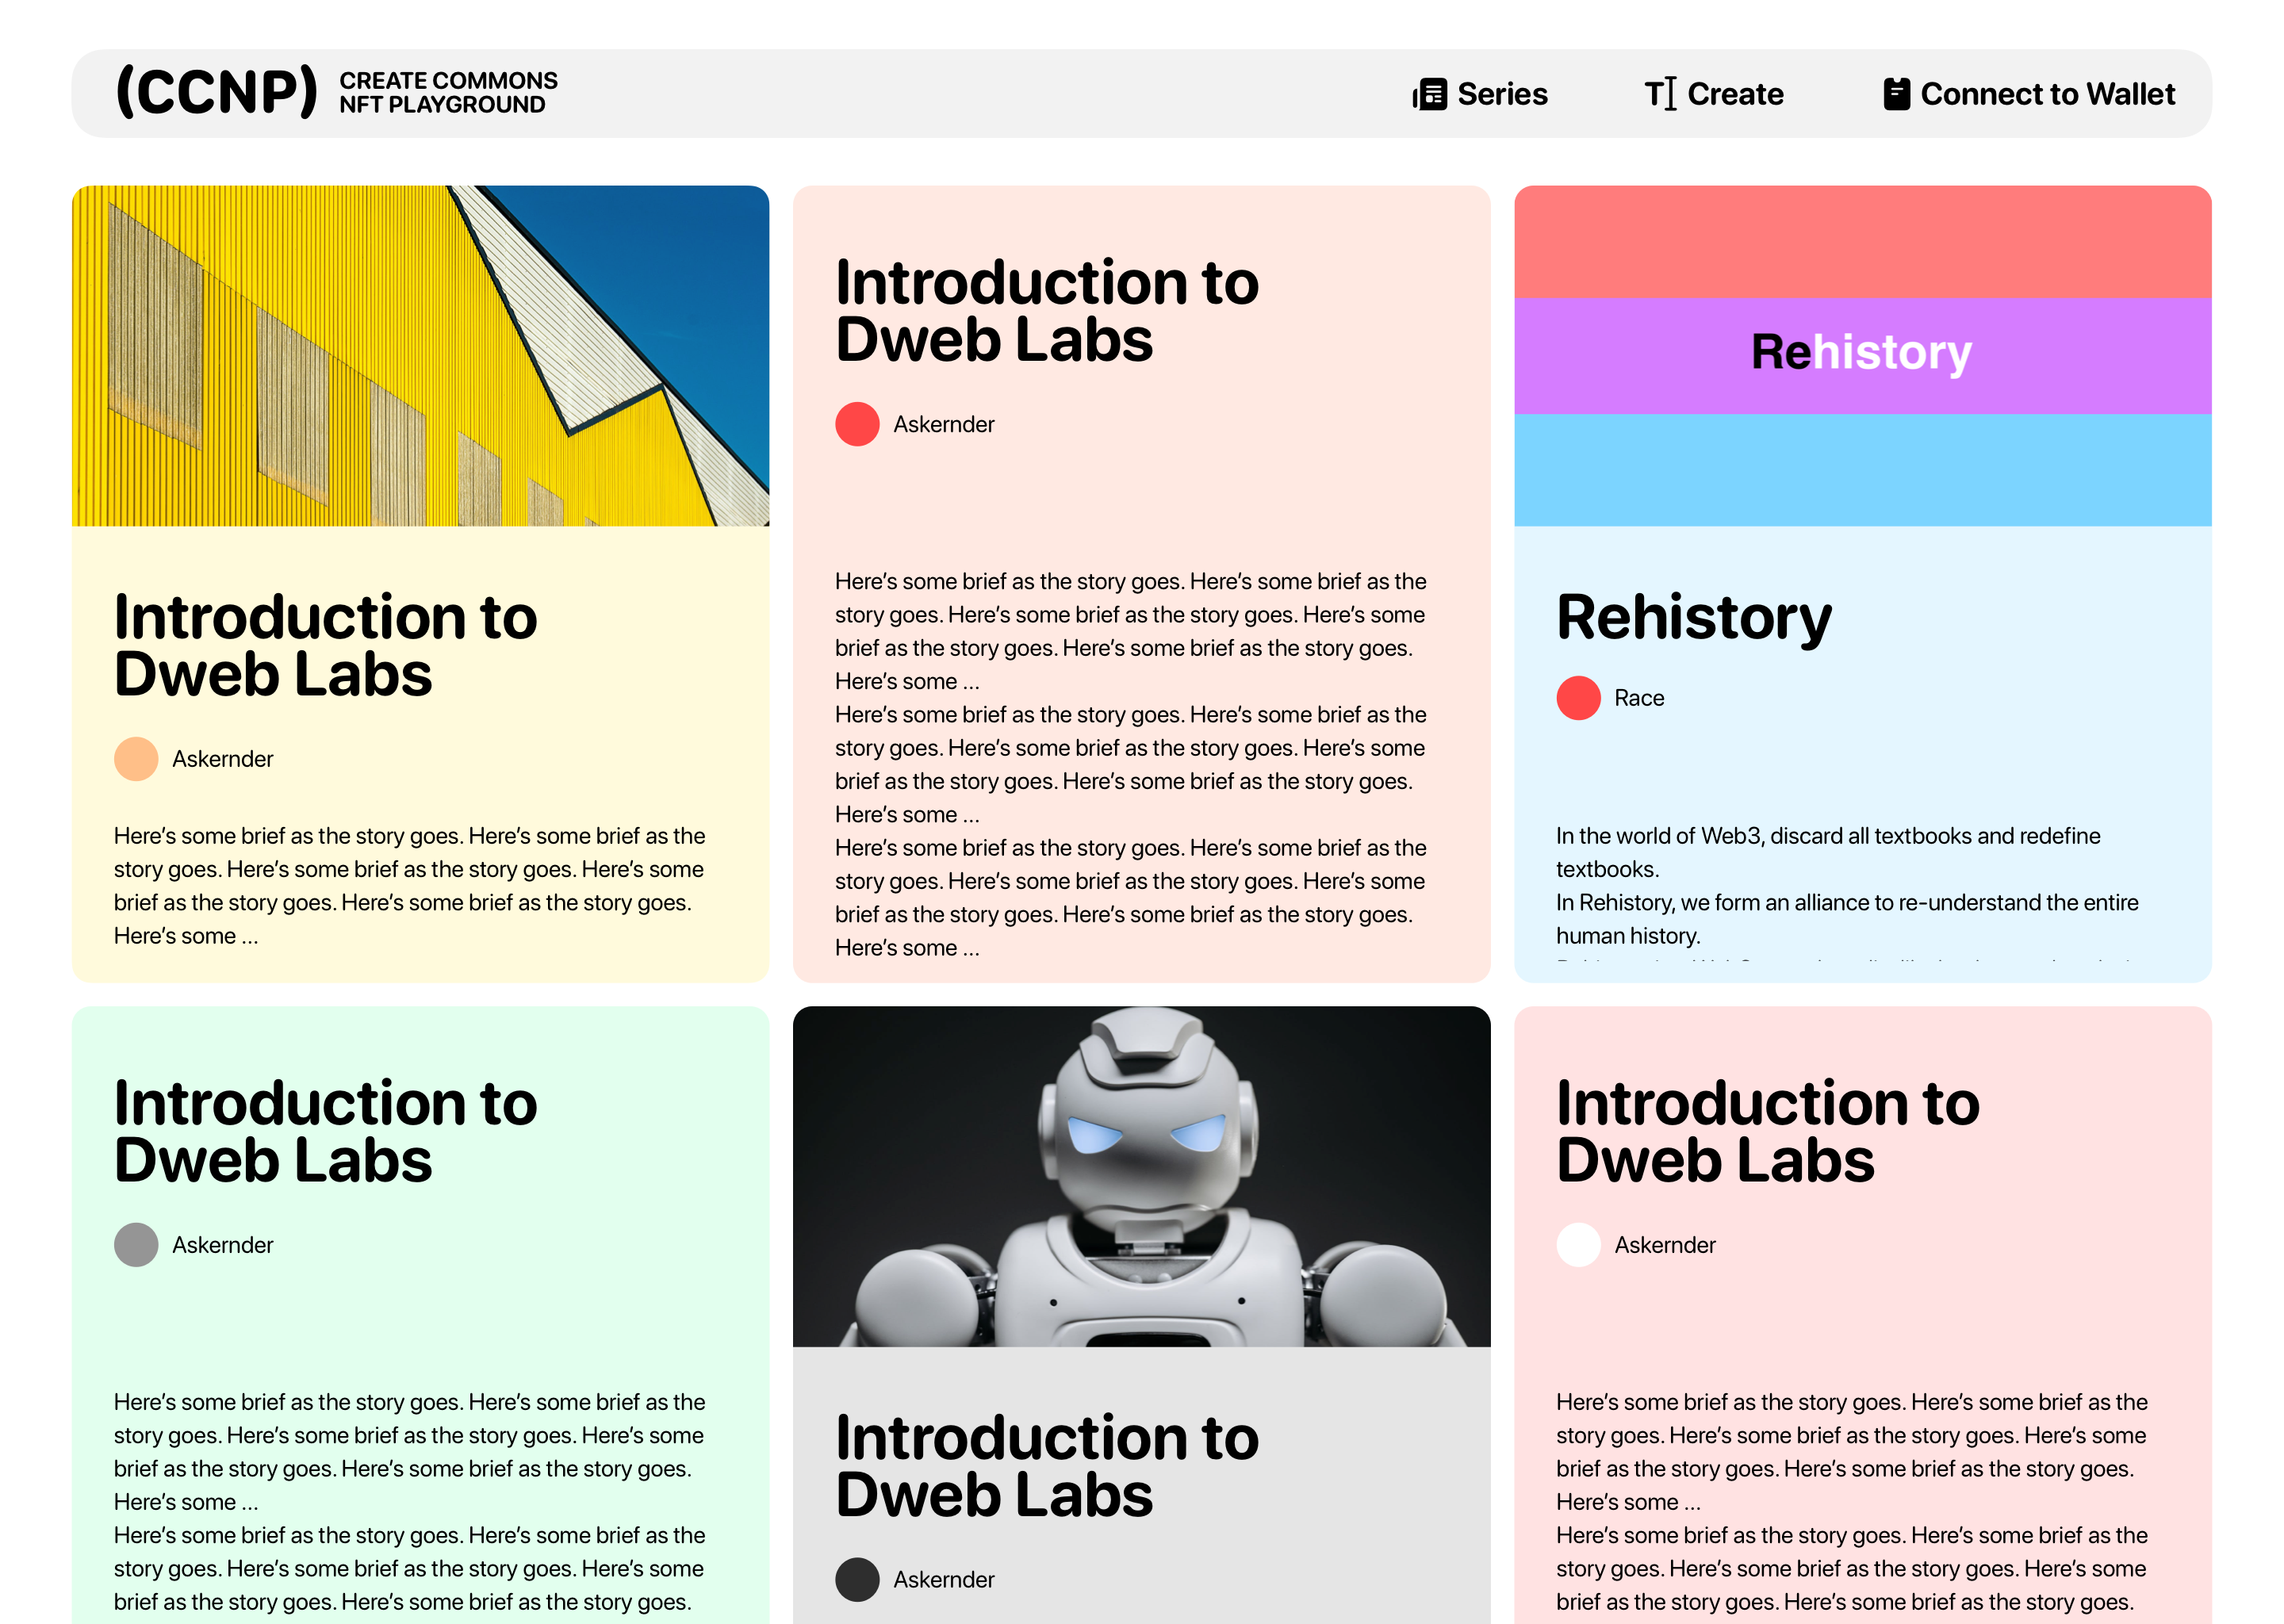 (CCNP)
CREATE COMMONS
NFT PLAYGROUND
Series
Create
Connect to Wallet
Introduction to
Dweb Labs
Askernder
Here’s some brief as the story goes. Here’s some brief as the
story goes. Here’s some brief as the story goes. Here’s some
brief as the story goes. Here’s some brief as the story goes.
Here’s some ...
Introduction to
Dweb Labs
Askernder
Here’s some brief as the story goes. Here’s some brief as the
story goes. Here’s some brief as the story goes. Here’s some
brief as the story goes. Here’s some brief as the story goes.
Here’s some ...
Here’s some brief as the story goes. Here’s some brief as the
story goes. Here’s some brief as the story goes. Here’s some
brief as the story goes. Here’s some brief as the story goes.
Here’s some ...
Here’s some brief as the story goes. Here’s some brief as the
story goes. Here’s some brief as the story goes. Here’s some
brief as the story goes. Here’s some brief as the story goes.
Here’s some ...
Rehistory
Rehistory
Race
In the world of Web3, discard all textbooks and redefine
textbooks.
In Rehistory, we form an alliance to re-understand the entire
human history.
Introduction to
Dweb Labs
Askernder
Here’s some brief as the story goes. Here’s some brief as the
story goes. Here’s some brief as the story goes. Here’s some
brief as the story goes. Here’s some brief as the story goes.
Here’s some ...
Here’s some brief as the story goes. Here’s some brief as the
story goes. Here’s some brief as the story goes. Here’s some
brief as the story goes. Here’s some brief as the story goes.
Introduction to
Dweb Labs
Askernder
Introduction to
Dweb Labs
Askernder
Here’s some brief as the story goes. Here’s some brief as the
story goes. Here’s some brief as the story goes. Here’s some
brief as the story goes. Here’s some brief as the story goes.
Here’s some ...
Here’s some brief as the story goes. Here’s some brief as the
story goes. Here’s some brief as the story goes. Here’s some
brief as the story goes. Here’s some brief as the story goes.